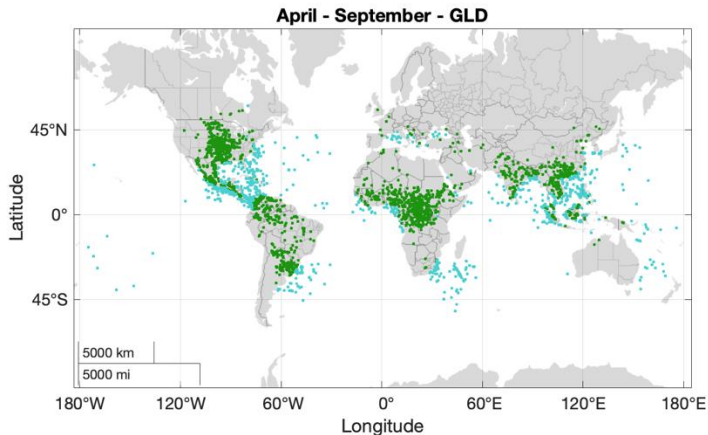 April - September - GLD
Latitude
45°N
0°
45°S
5000 km
5000 mi
180°W 120°W 60°W 0° 60°E 120°E 180°E
Longitude